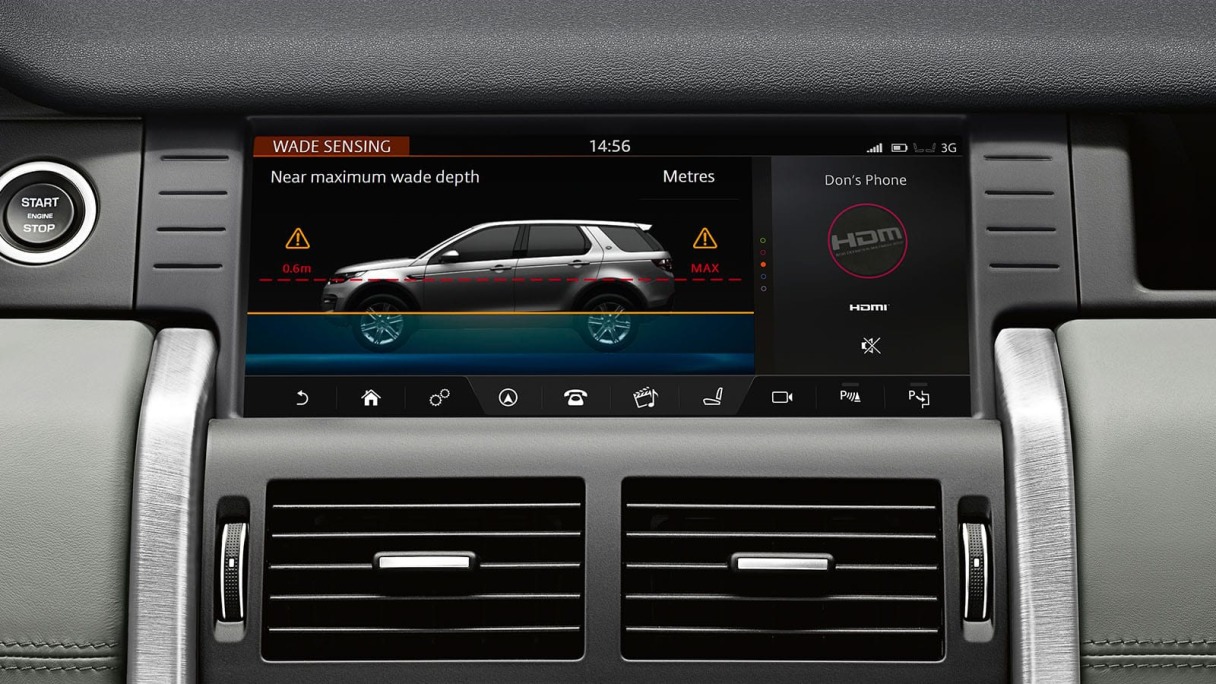 WADE SENSING
14:56
3G
Near maximum wade depth
Metres
Don's Phone
START
ENGINE
STOP
0.6m
MAX
HDM
HDMI